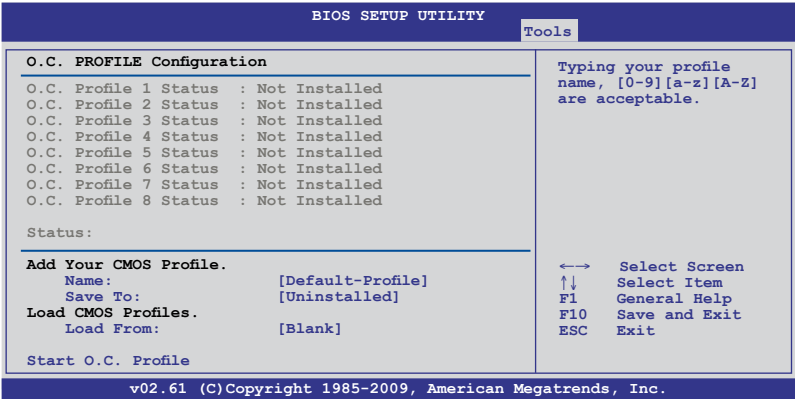 BIOS SETUP UTILITY
Tools
O.C. PROFILE Configuration
O.C. Profile 1 Status : Not Installed
O.C. Profile 2 Status : Not Installed
O.C. Profile 3 Status : Not Installed
O.C. Profile 4 Status : Not Installed
O.C. Profile 5 Status : Not Installed
O.C. Profile 6 Status : Not Installed
O.C. Profile 7 Status : Not Installed
O.C. Profile 8 Status : Not Installed
Status:
Add Your CMOS Profile.
Name: [Default-Profile]
Save To: [Uninstalled]
Load CMOS Profiles.
Load From: [Blank]
Start O.C. Profile
Typing your profile
name, [0-9][a-z][A-Z]
are acceptable.
←→ Select Screen
↑↓ Select Item
F1 General Help
F10 Save and Exit
ESC Exit
v02.61 (C)Copyright 1985-2009, American Megatrends, Inc.